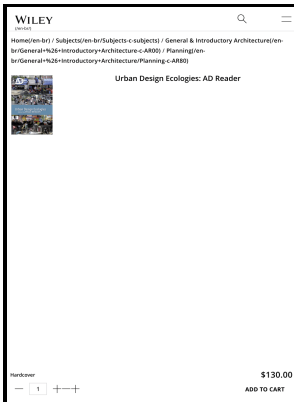 WILEY
(/en-br/)
Home(/en-br) / Subjects(/en-br/Subjects-c-subjects) / General & Introductory Architecture(/en-
br/General+%26+Introductory+Architecture-c-AR00) / Planning(/en-
br/General+%26+Introductory+Architecture/Planning-c-AR80)
Urban Design Ecologies: AD Reader
Hardcover
$130.00
1
ADD TO CART